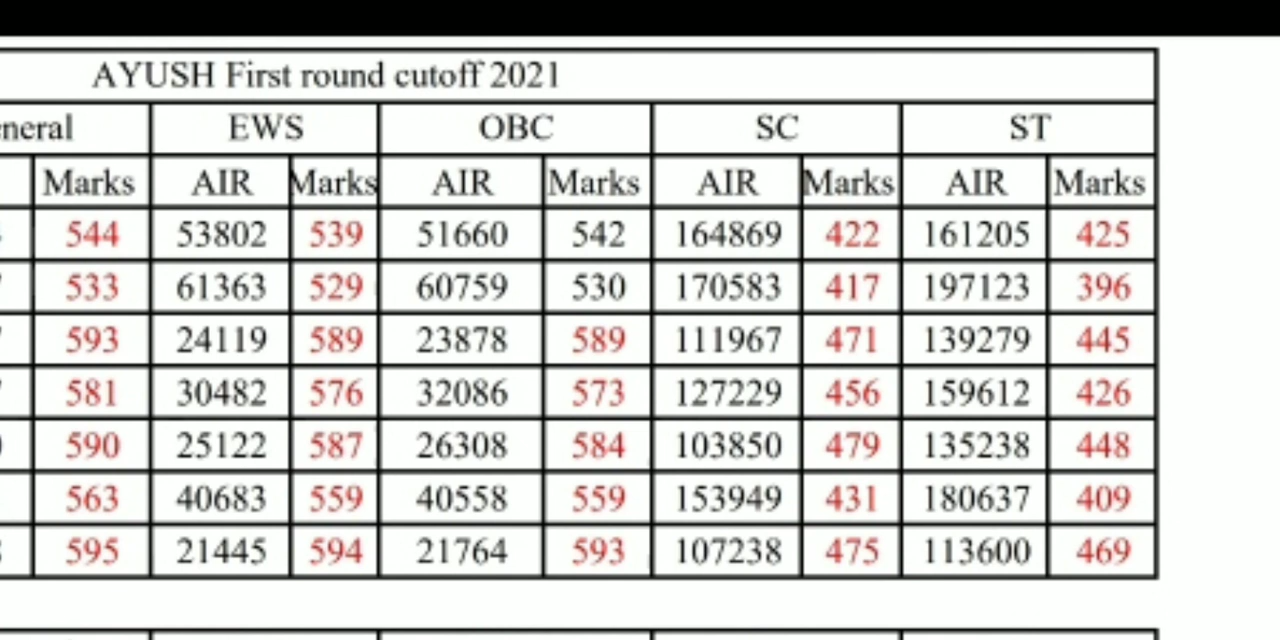 AYUSH First round cutoff 2021
EWS OBC SC ST
Marks AIR Marks AIR Marks AIR Marks AIR Marks
544 53802 539 51660 542 164869 422 161205 425
533 61363 529 60759 530 170583 417 197123 396
593 24119 589 23878 589 111967 471 139279 445
581 30482 576 32086 573 127229 456 159612 426
590 25122 587 26308 584 103850 479 135238 448
563 40683 559 40558 559 153949 431 180637 409
595 21445 594 21764 593 107238 475 113600 469